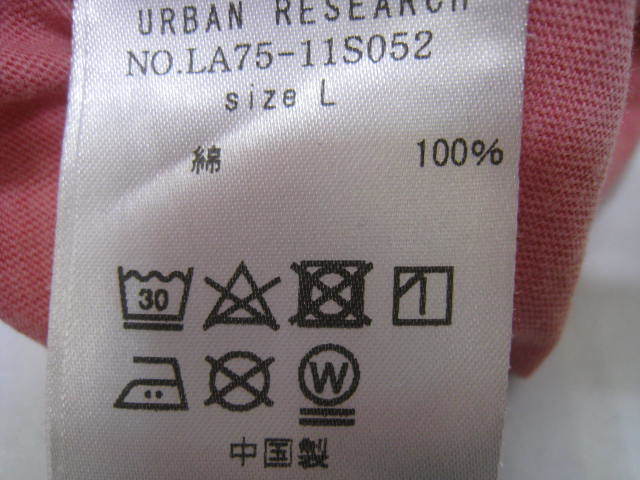 URBAN RESEARCH
NO.LA75-11S052
size L
綿 100%
30
W
中国製